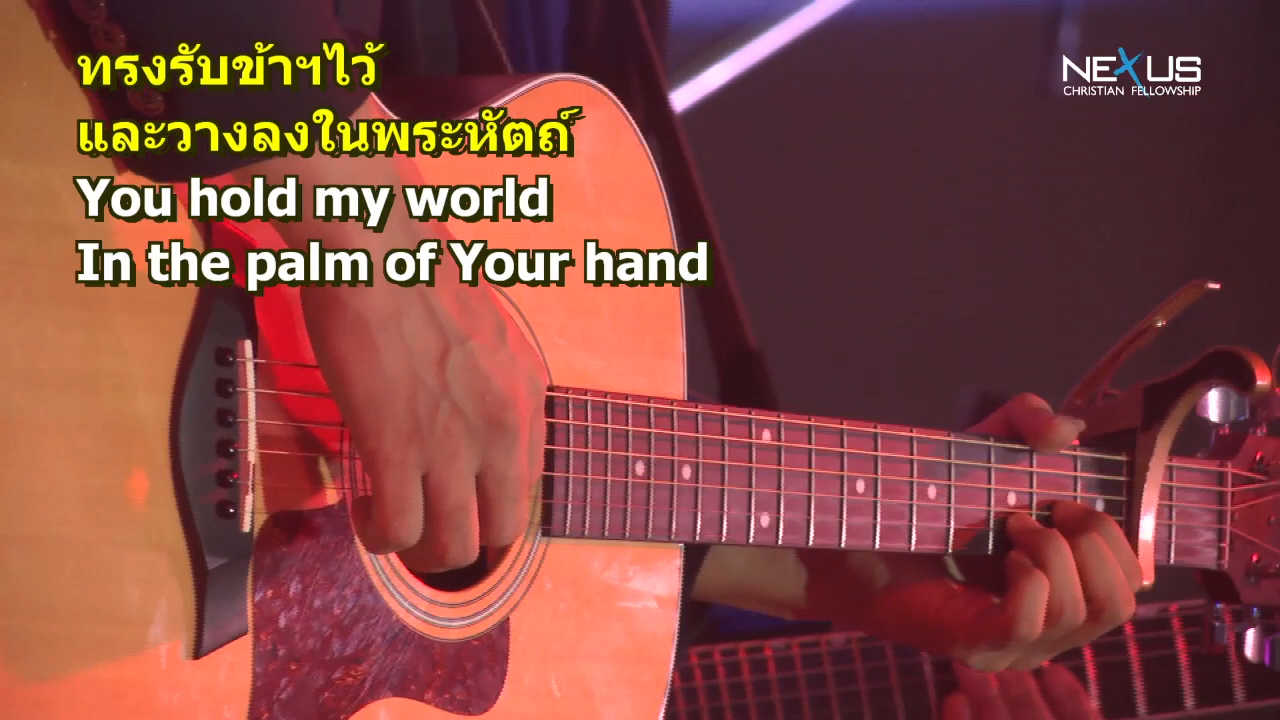 ทรงรับข้าฯไว้
และวางลงในพระหัตถ์
You hold my world
In the palm of Your hand
NEXUS
CHRISTIAN FELLOWSHIP